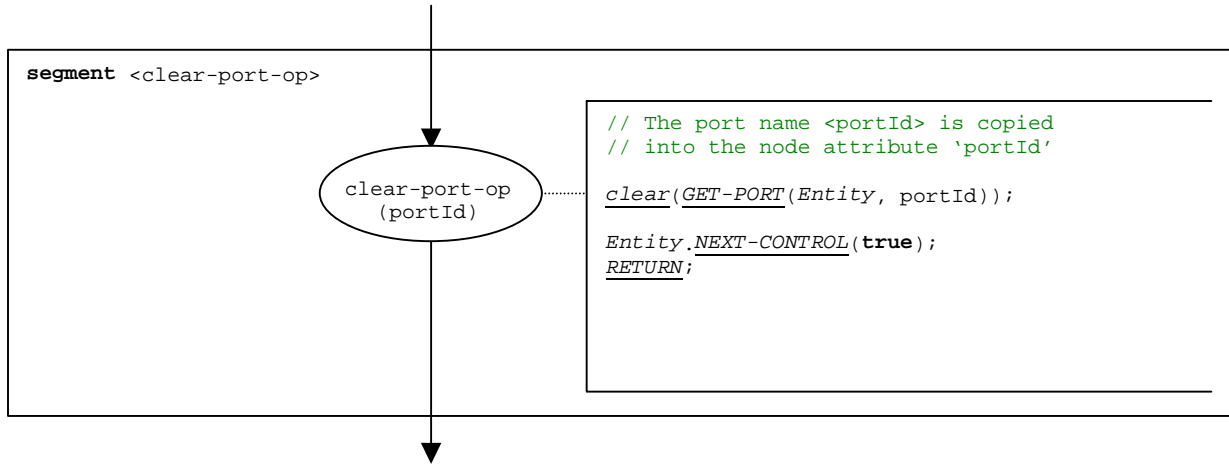 segment <clear-port-op>
clear-port-op
(portId)
// The port name <portId> is copied
// into the node attribute ‘portId’
clear(GET-PORT(Entity, portId));
Entity.NEXT-CONTROL(true);
RETURN;